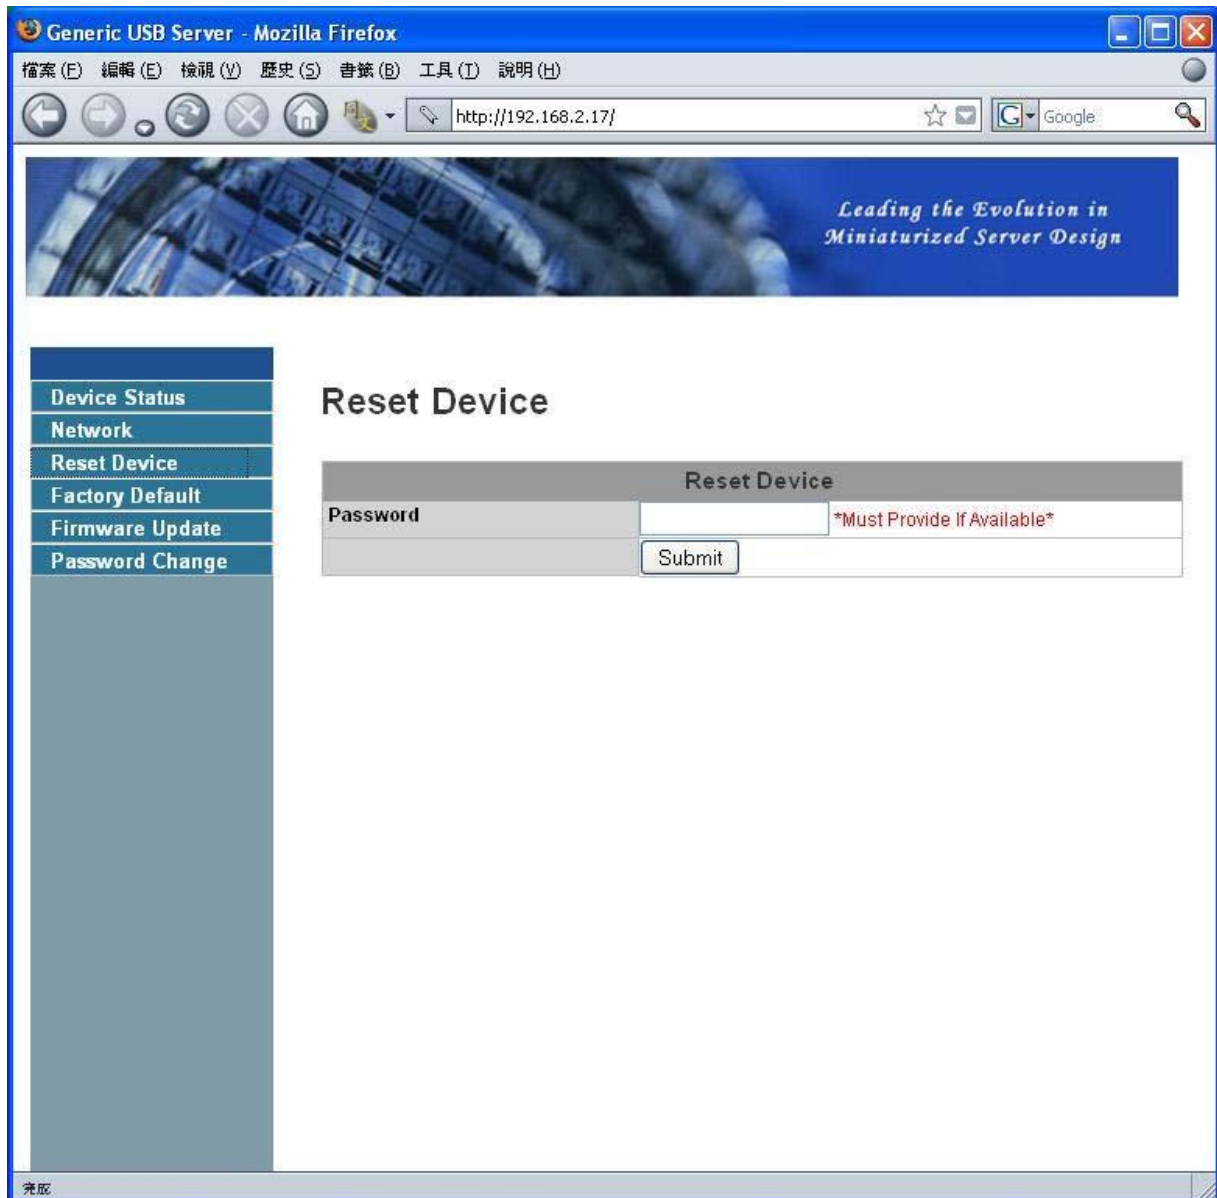 Generic USB Server - Mozilla Firefox
檔案(F) 編輯(E) 檢視(V) 歷史(S) 書籤(B) 工具(T) 說明(H)
http://192.168.2.17/ G Google
Leading the Evolution in
Miniaturized Server Design
Device Status
Network
Reset Device
Factory Default
Firmware Update
Password Change
Reset Device
Reset Device
Password *Must Provide If Available*
Submit
完成